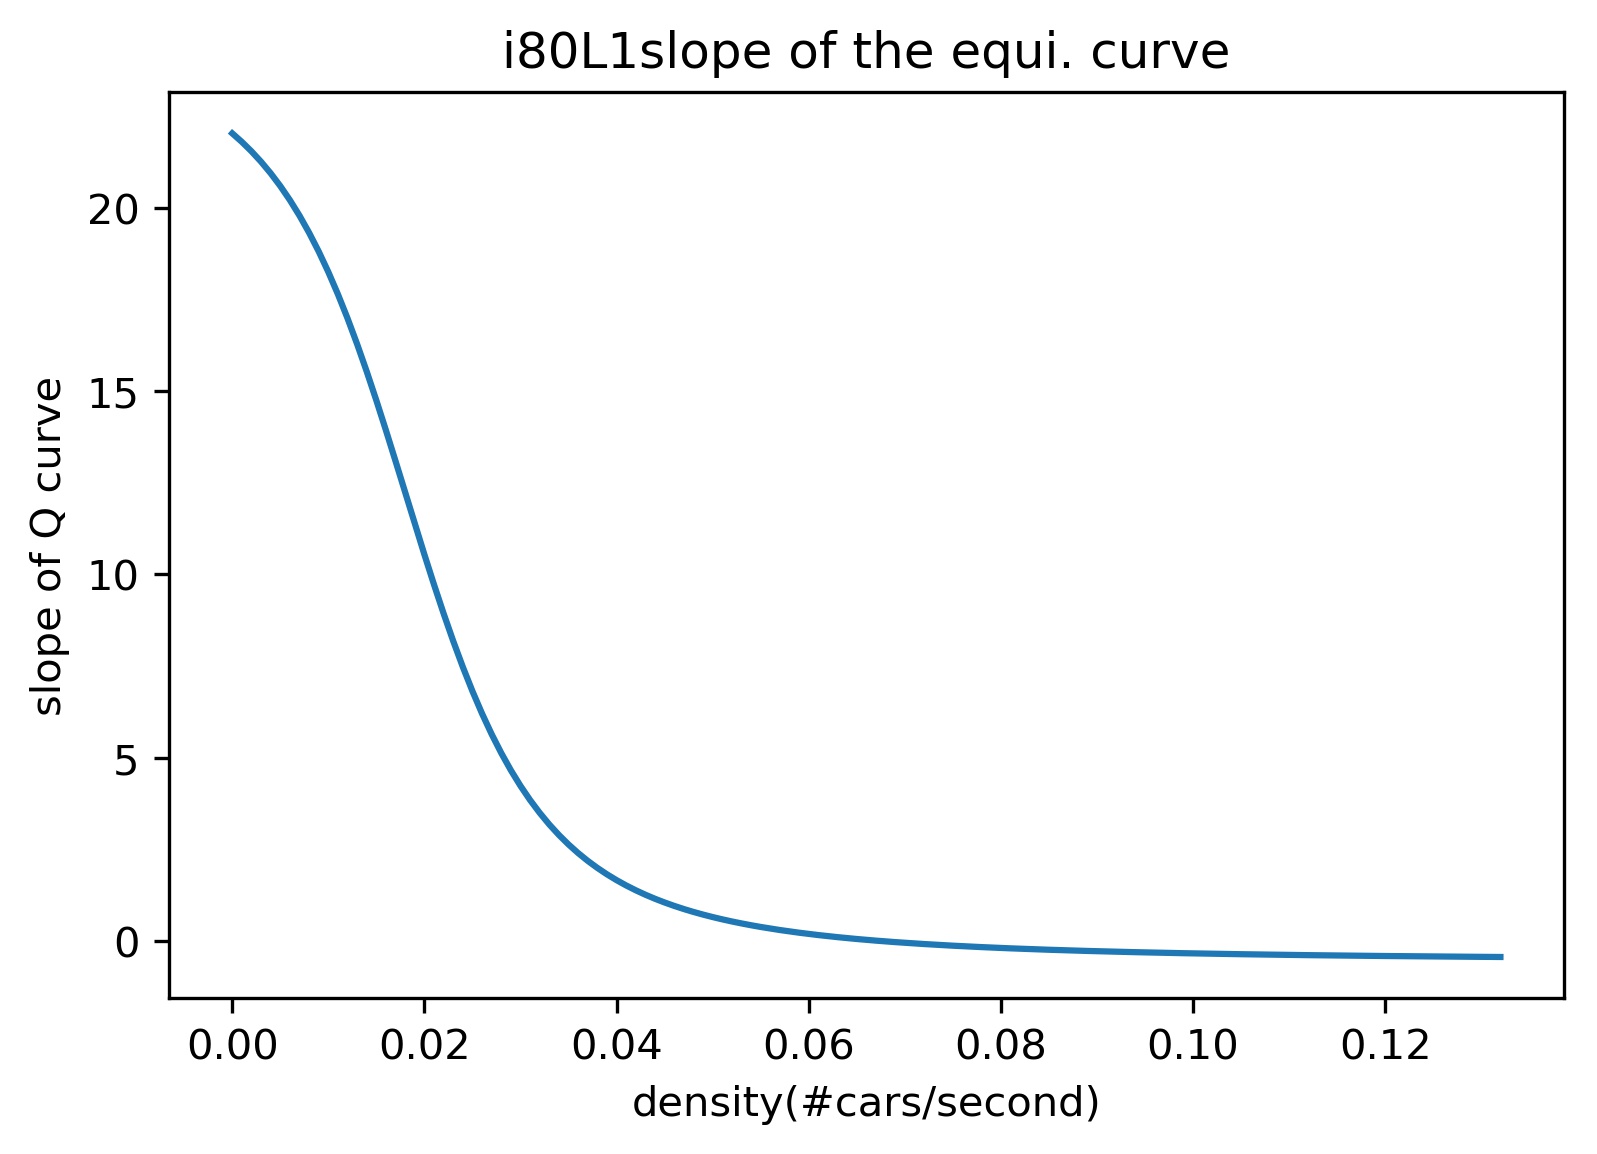 i80L1slope of the equi. curve
slope of Q curve
20
15
10
5
0
0.00 0.02 0.04 0.06 0.08 0.10 0.12
density(#cars/second)